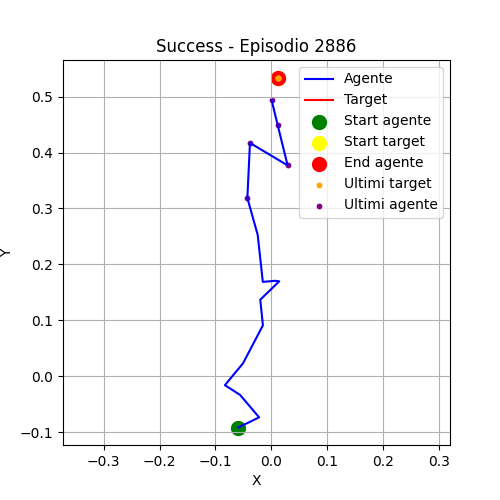 Success - Episodio 2886
Agente
Target
Start agente
Start target
End agente
Ultimi target
Ultimi agente
Y
0.5
0.4
0.3
0.2
0.1
0.0
−0.1
−0.3 −0.2 −0.1 0.0 0.1 0.2 0.3
X